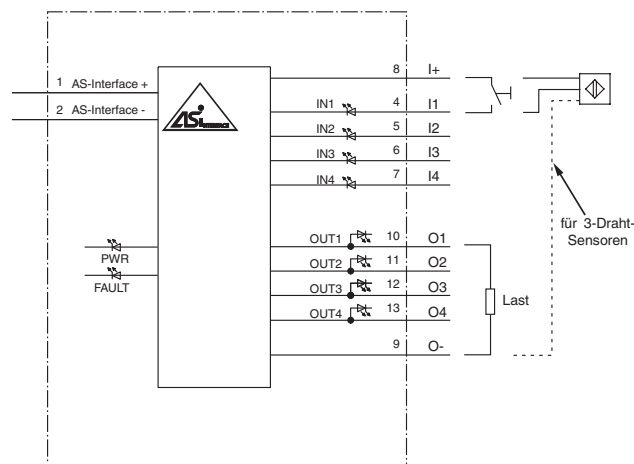 8 I+
1 AS-Interface +
IN1 4 I1
2 AS-Interface -
ASi INTERFACE
IN2 5 I2
IN3 6 I3
IN4 7 I4
für 3-Draht-
Sensoren
OUT1 10 O1
PWR
OUT2 11 O2
FAULT
OUT3 12 O3
Last
OUT4 13 O4
9 O-